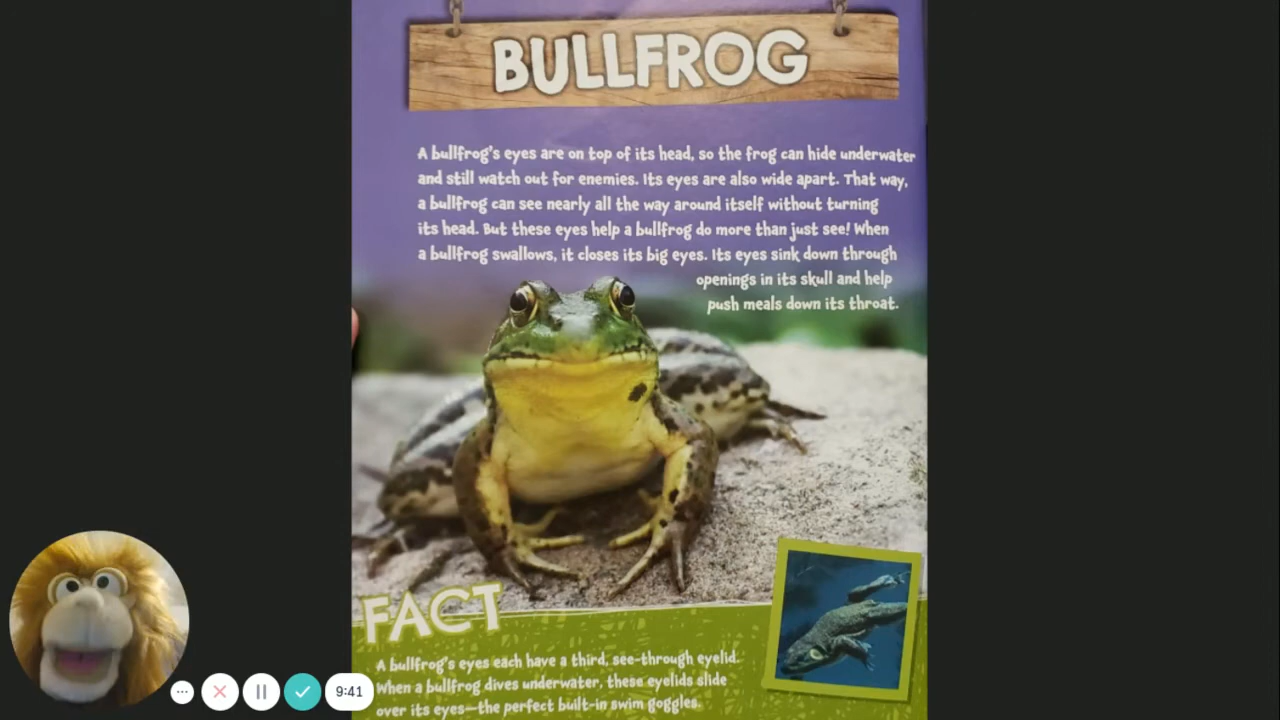 BULLFROG
A bullfrog's eyes are on top of its head, so the frog can hide underwater
and still watch out for enemies. Its eyes are also wide apart. That way,
a bullfrog can see nearly all the way around itself without turning
its head. But these eyes help a bullfrog do more than just see! When
a bullfrog swallows, it closes its big eyes. Its eyes sink down through
openings in its skull and help
push meals down its throat.
FACT
A bullfrog's eyes each have a third, see-through eyelid.
When a bullfrog dives underwater, these eyelids slide
over its eyes—the perfect built-in swim goggles.
9:41